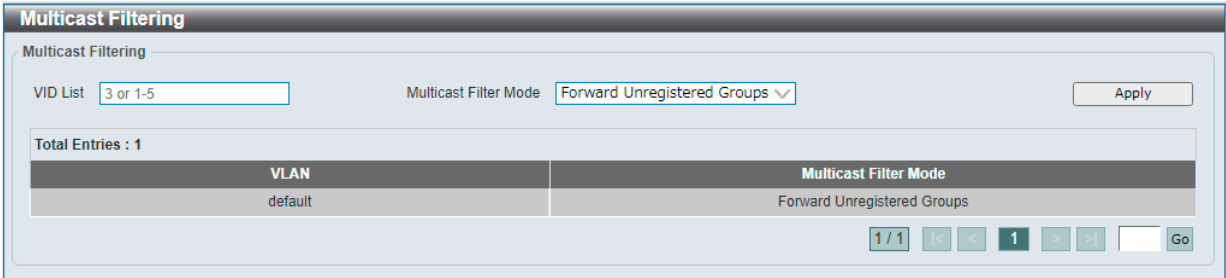 Multicast Filtering
Multicast Filtering
VID List 3 or 1-5 Multicast Filter Mode Forward Unregistered Groups Apply
Total Entries : 1
VLAN Multicast Filter Mode
default Forward Unregistered Groups
1 / 1 |< < 1 > >| Go